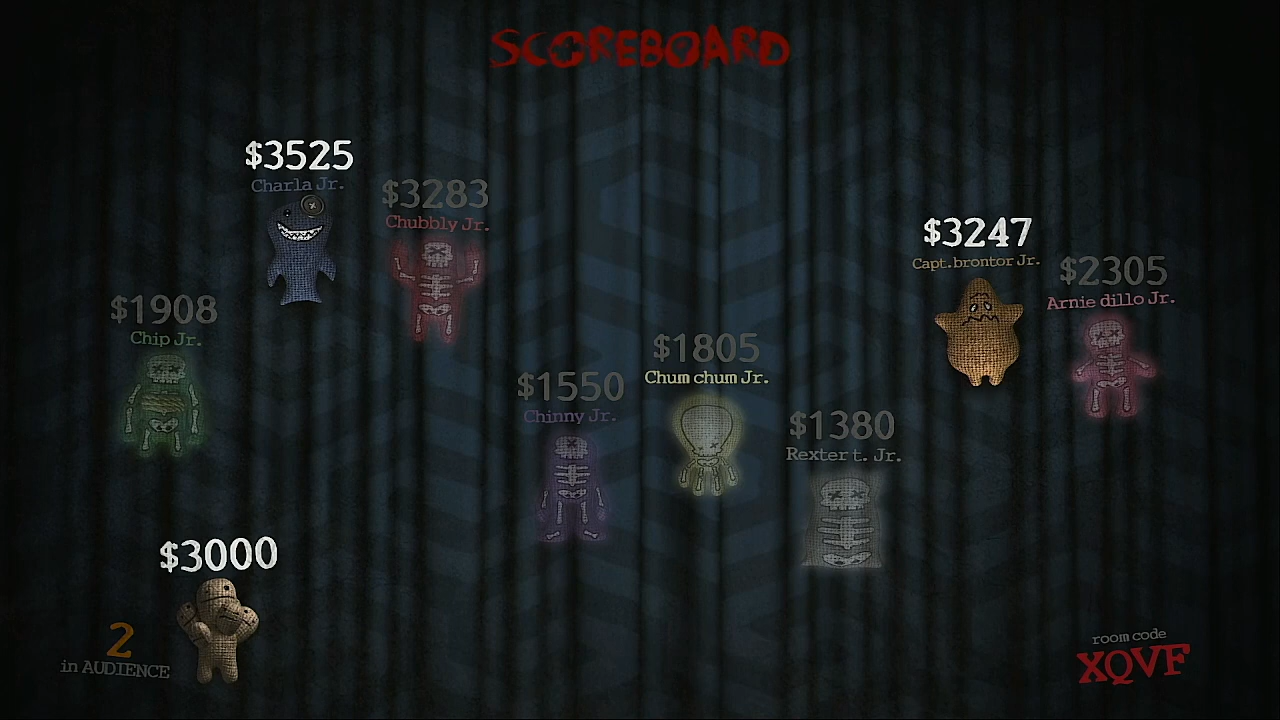 SCOREBOARD
$3525
Charla Jr.
$3283
Chubbly Jr.
$3247
Capt.brontor Jr.
$2305
Arnie dillo Jr.
$1908
Chip Jr.
$1805
Chum chum Jr.
$1550
Chinny Jr.
$1380
Rexter t. Jr.
$3000
2
in AUDIENCE
room code
XQVF